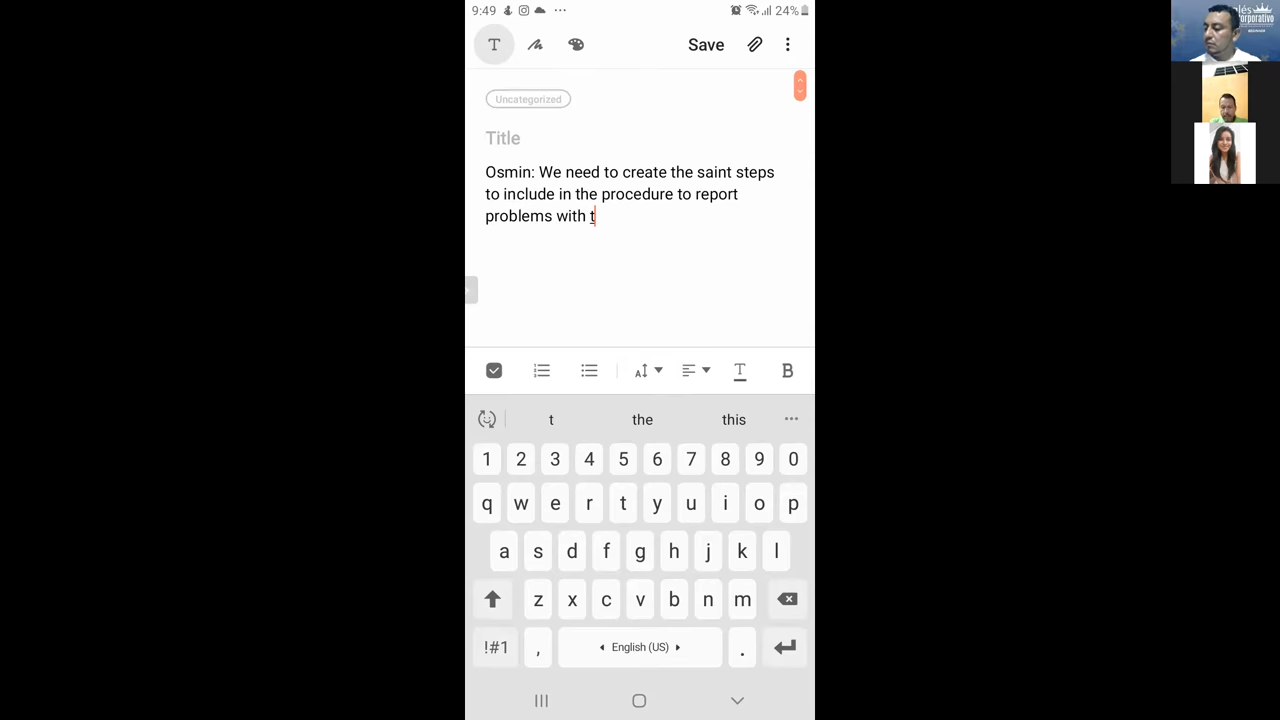 9:49
24%
T
Save
Uncategorized
Title
Osmin: We need to create the saint steps
to include in the procedure to report
problems with t
T
B
t the this
1 2 3 4 5 6 7 8 9 0
q w e r t y u i o p
a s d f g h j k l
z x c v b n m
!#1 , English (US) .